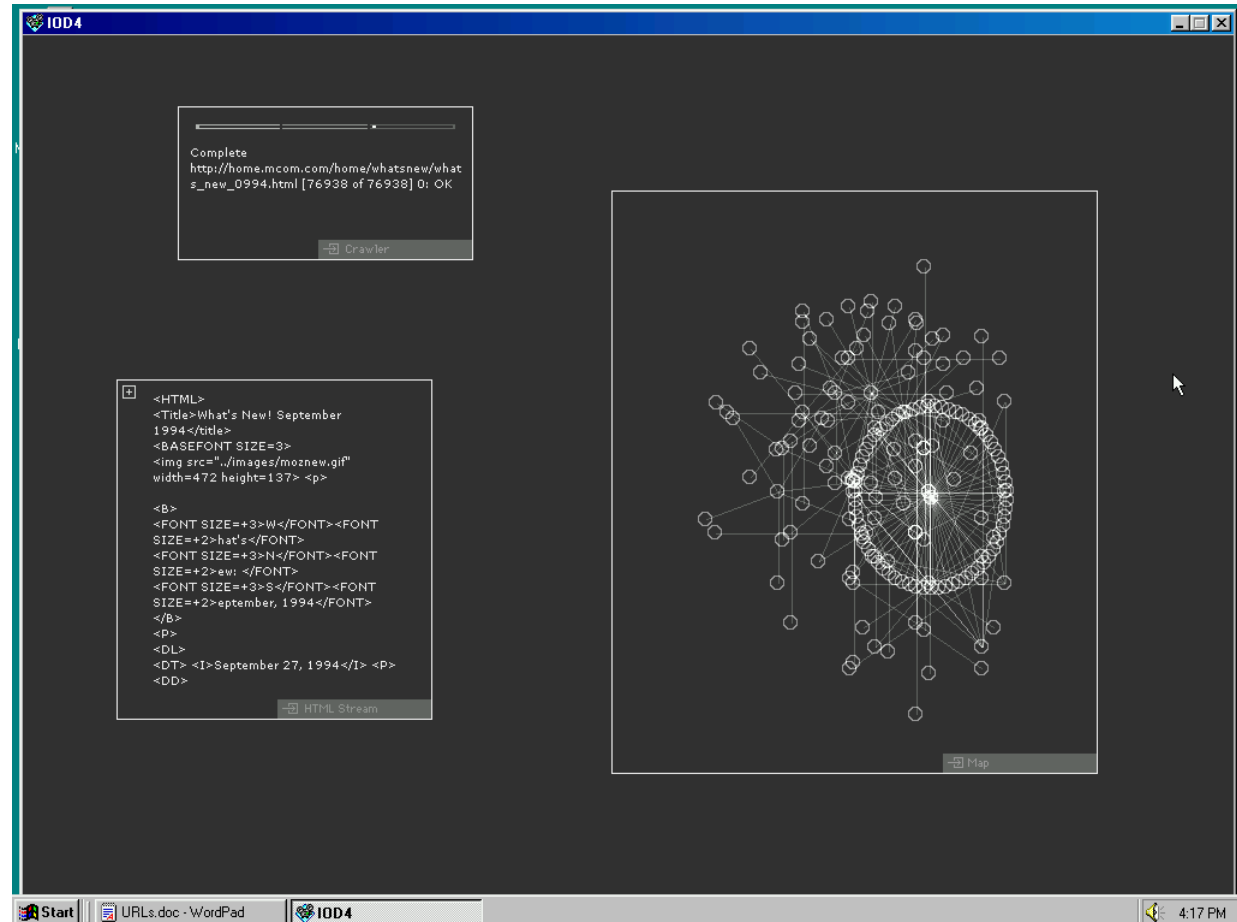 IOD4
Complete
http://home.mcom.com/home/whatsnew/what
s_new_0994.html [76938 of 76938] 0: OK
Crawler
<HTML>
<Title>What's New! September
1994</title>
<BASEFONT SIZE=3>
<img src="../images/moznew.gif"
width=472 height=137> <p>
<B>
<FONT SIZE=+3>W</FONT><FONT
SIZE=+2>hat's</FONT>
<FONT SIZE=+3>N</FONT><FONT
SIZE=+2>ew: </FONT>
<FONT SIZE=+3>S</FONT><FONT
SIZE=+2>eptember, 1994</FONT>
</B>
<P>
<DL>
<DT> <I>September 27, 1994</I> <P>
<DD>
HTML Stream
Map
Start
URLs.doc - WordPad
IOD4
4:17 PM